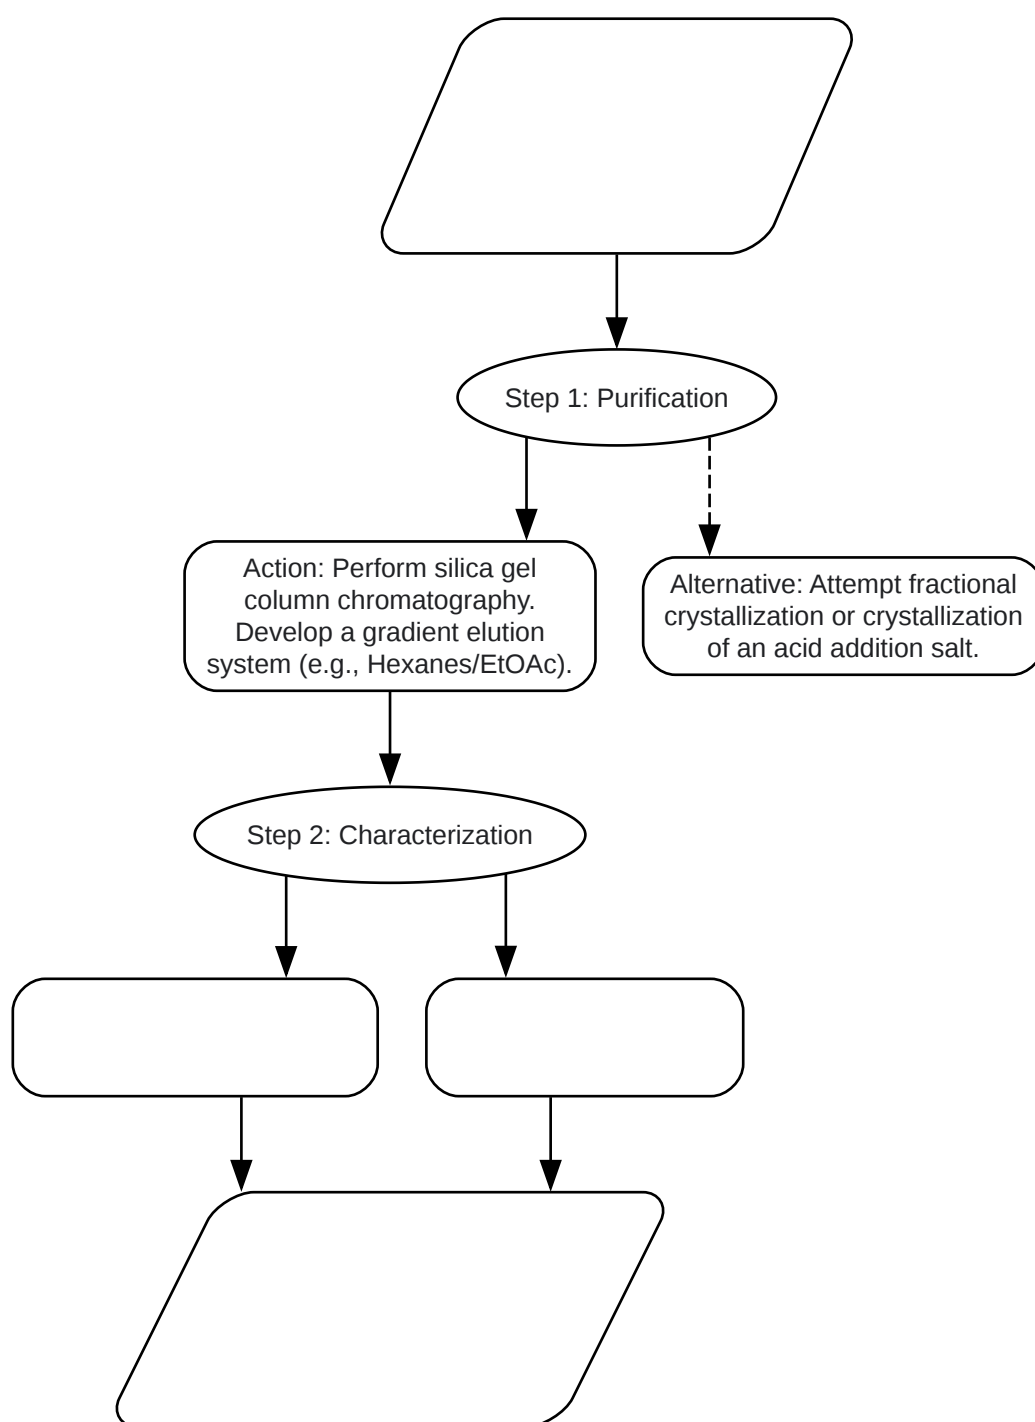 Step 1: Purification
Action: Perform silica gel
column chromatography.
Develop a gradient elution
system (e.g., Hexanes/EtOAc).
Alternative: Attempt fractional
crystallization or crystallization
of an acid addition salt.
Step 2: Characterization